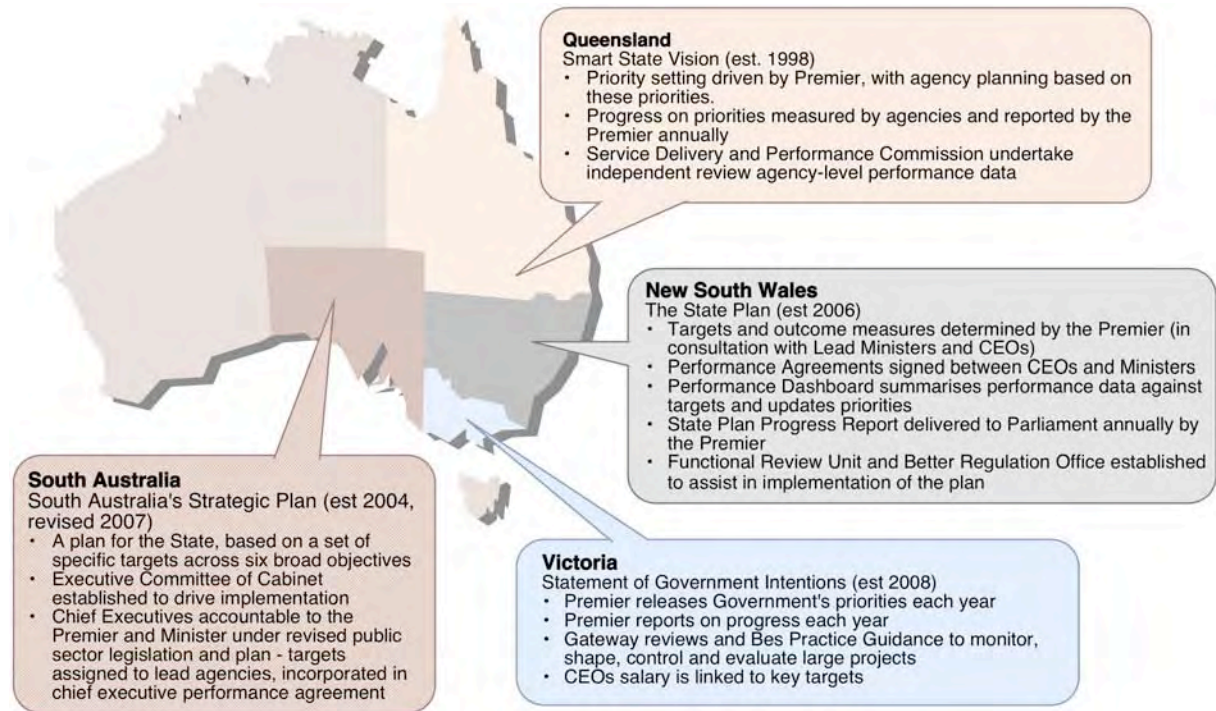 Queensland
Smart State Vision (est. 1998)
• Priority setting driven by Premier, with agency planning based on
these priorities.
• Progress on priorities measured by agencies and reported by the
Premier annually
• Service Delivery and Performance Commission undertake
independent review agency-level performance data
New South Wales
The State Plan (est 2006)
• Targets and outcome measures determined by the Premier (in
consultation with Lead Ministers and CEOs)
• Performance Agreements signed between CEOs and Ministers
• Performance Dashboard summarises performance data against
targets and updates priorities
• State Plan Progress Report delivered to Parliament annually by
the Premier
• Functional Review Unit and Better Regulation Office established
to assist in implementation of the plan
South Australia
South Australia's Strategic Plan (est 2004,
revised 2007)
• A plan for the State, based on a set of
specific targets across six broad objectives
• Executive Committee of Cabinet
established to drive implementation
• Chief Executives accountable to the
Premier and Minister under revised public
sector legislation and plan - targets
assigned to lead agencies, incorporated in
chief executive performance agreement
Victoria
Statement of Government Intentions (est 2008)
• Premier releases Government's priorities each year
• Premier reports on progress each year
• Gateway reviews and Bes Practice Guidance to monitor,
shape, control and evaluate large projects
• CEOs salary is linked to key targets